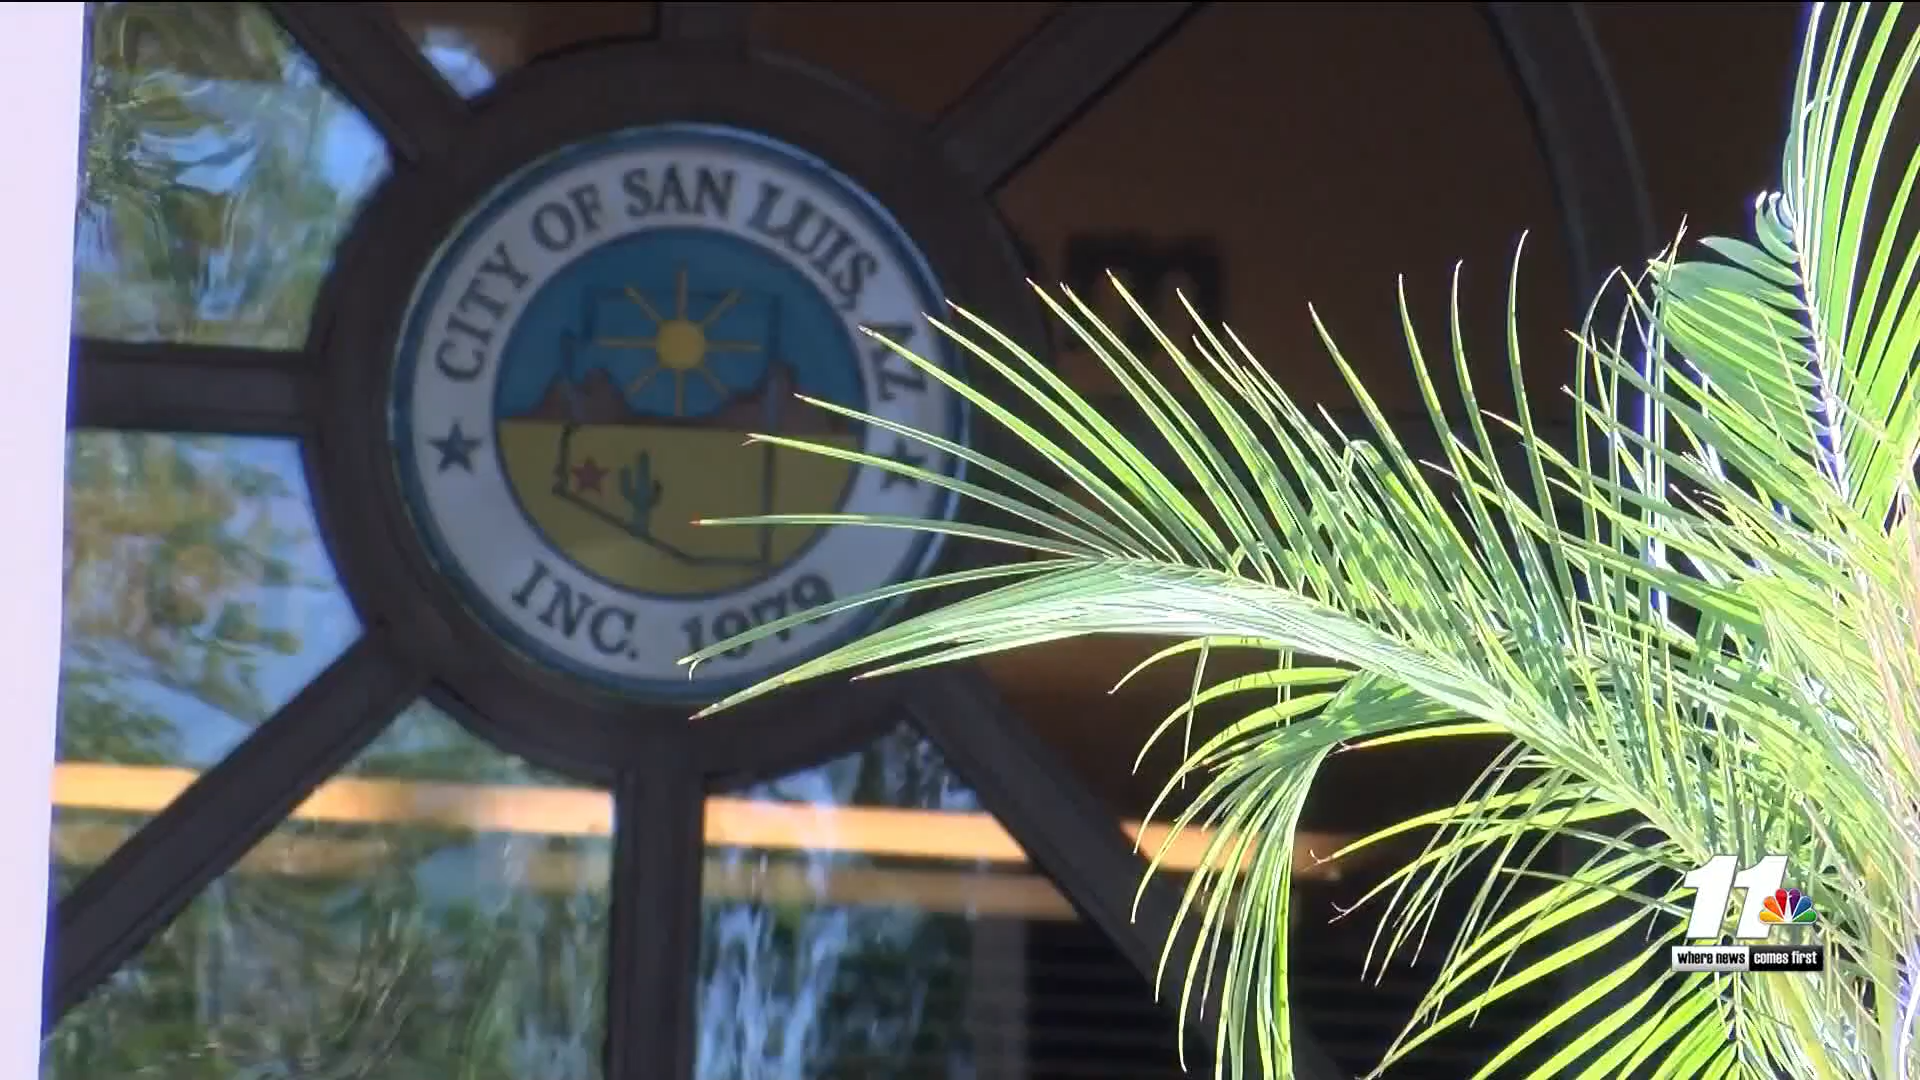 CITY OF SAN LUIS, AZ
INC. 1979
11
where news comes first